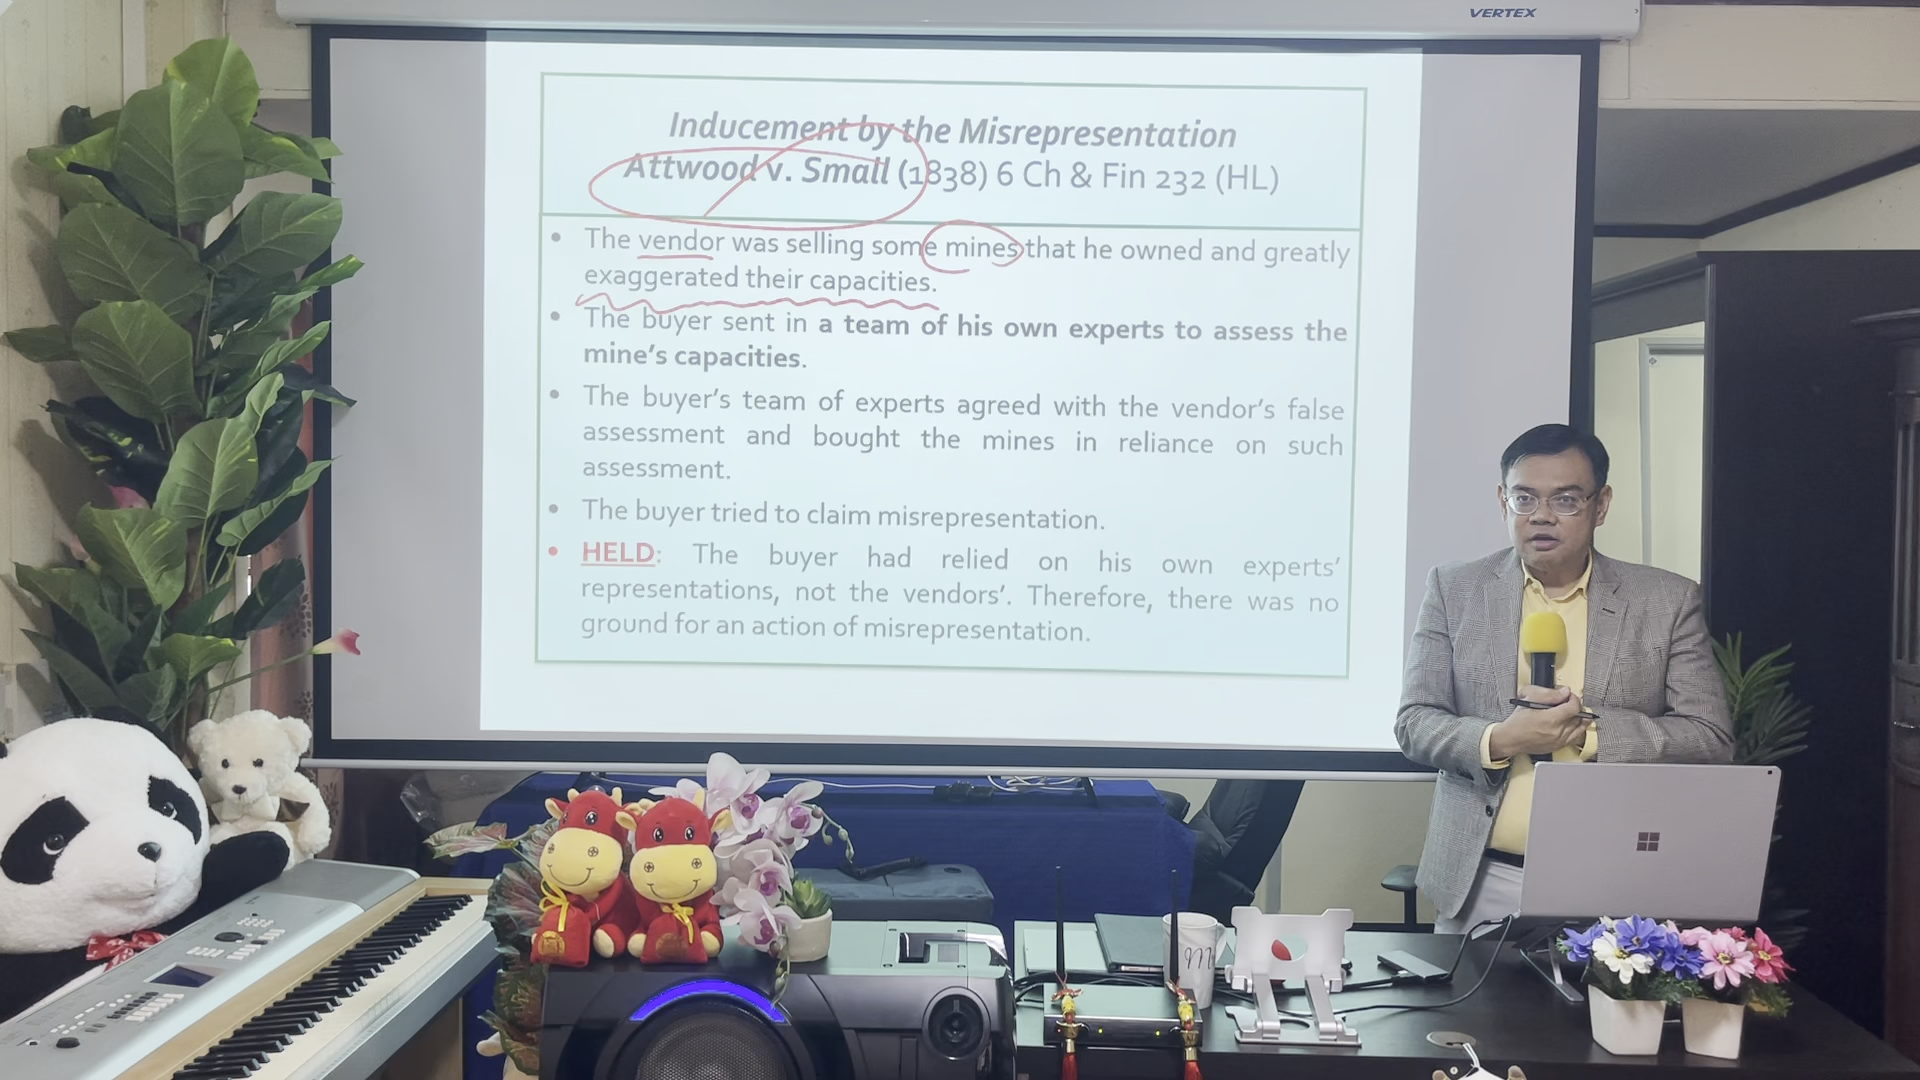 VERTEX
Inducement by the Misrepresentation
Attwood v. Small (1838) 6 Ch & Fin 232 (HL)
• The vendor was selling some mines that he owned and greatly
exaggerated their capacities.
• The buyer sent in a team of his own experts to assess the
mine's capacities.
• The buyer's team of experts agreed with the vendor's false
assessment and bought the mines in reliance on such
assessment.
• The buyer tried to claim misrepresentation.
• HELD: The buyer had relied on his own experts'
representations, not the vendors'. Therefore, there was no
ground for an action of misrepresentation.